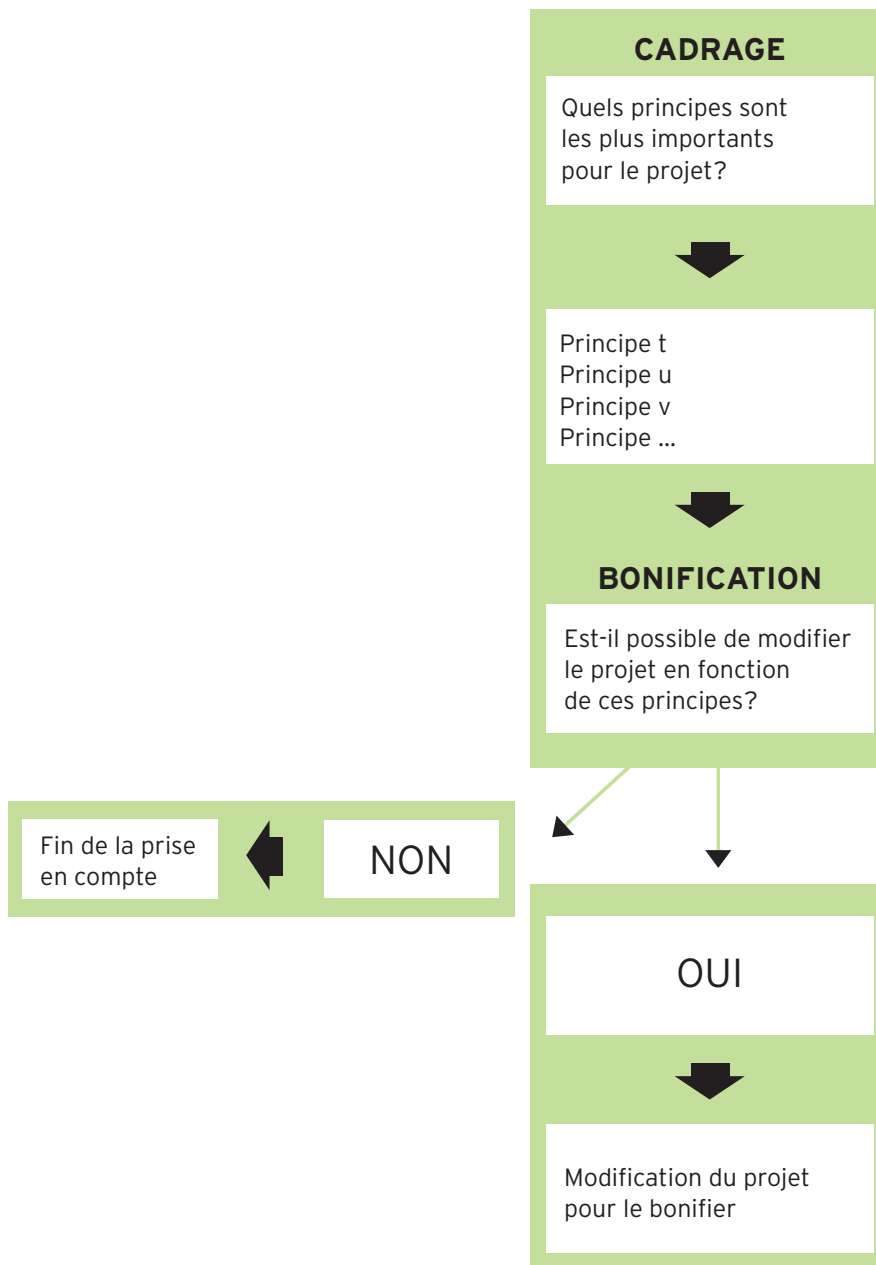 CADRAGE
Quels principes sont
les plus importants
pour le projet?
Principe t
Principe u
Principe v
Principe ...
BONIFICATION
Est-il possible de modifier
le projet en fonction
de ces principes?
Fin de la prise
en compte
NON
OUI
Modification du projet
pour le bonifier